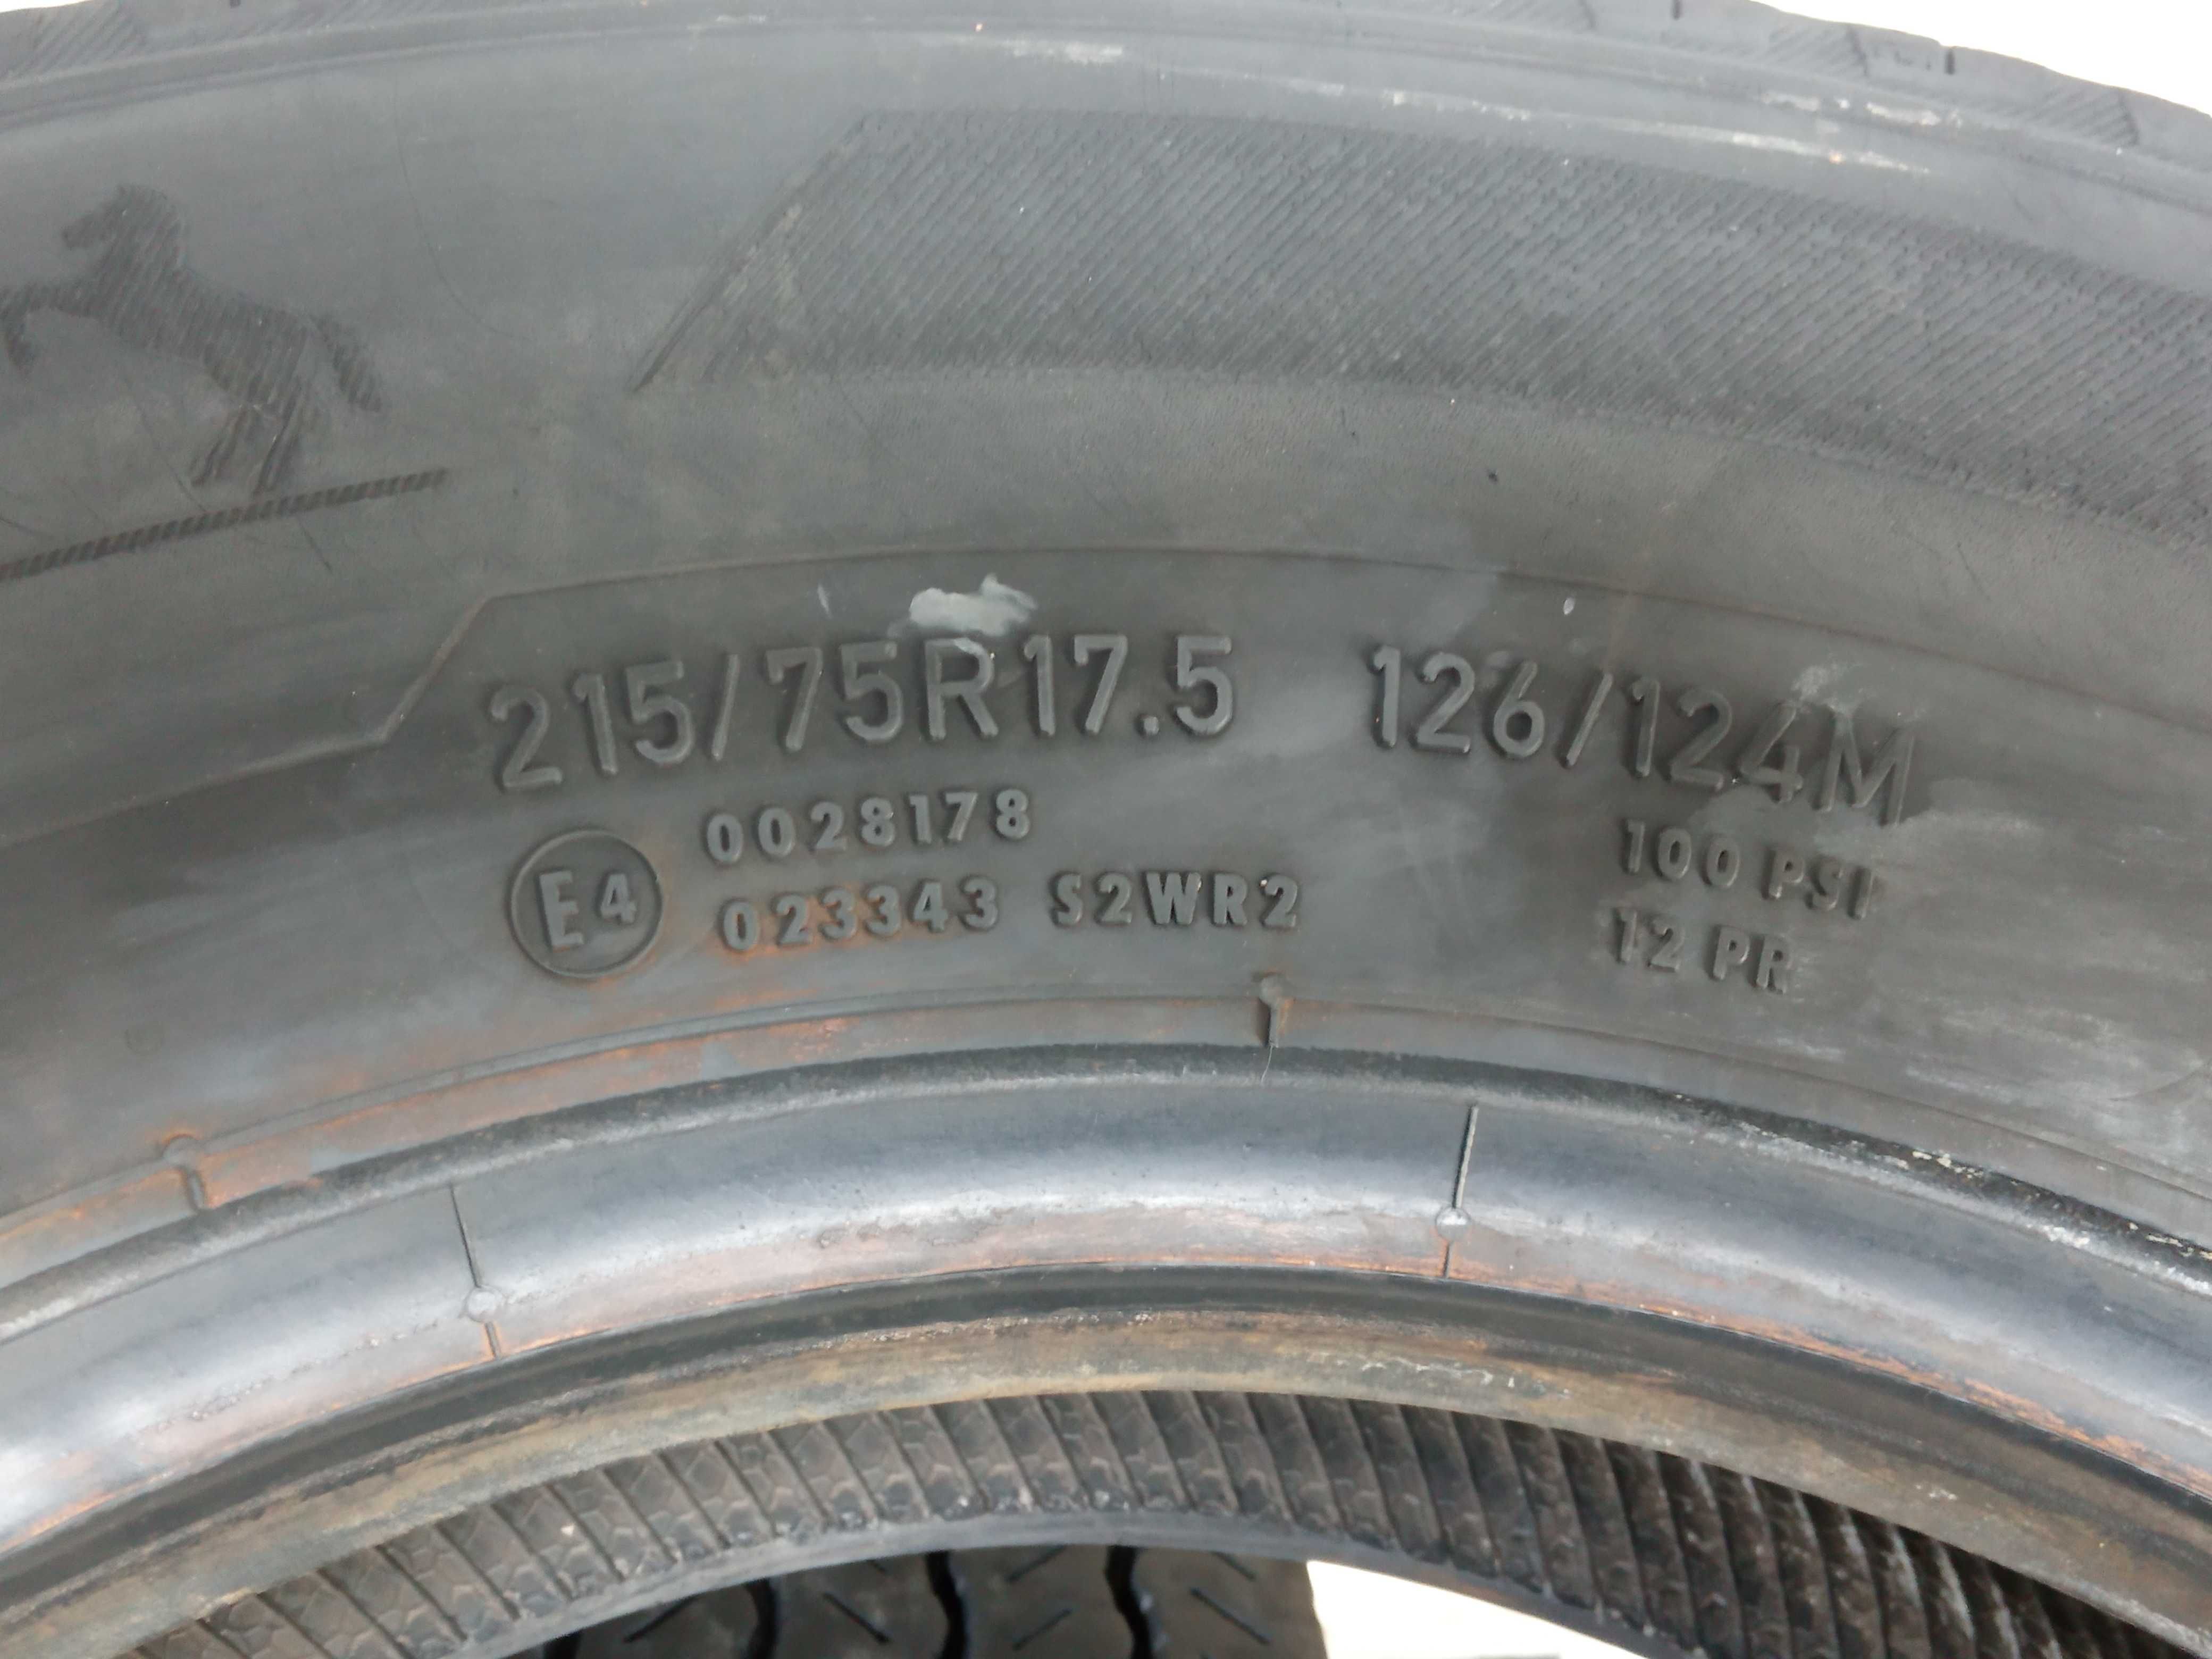 215/75R17.5 126/124M
0028178 100 PSI
E4
023343 S2WR2 12 PR